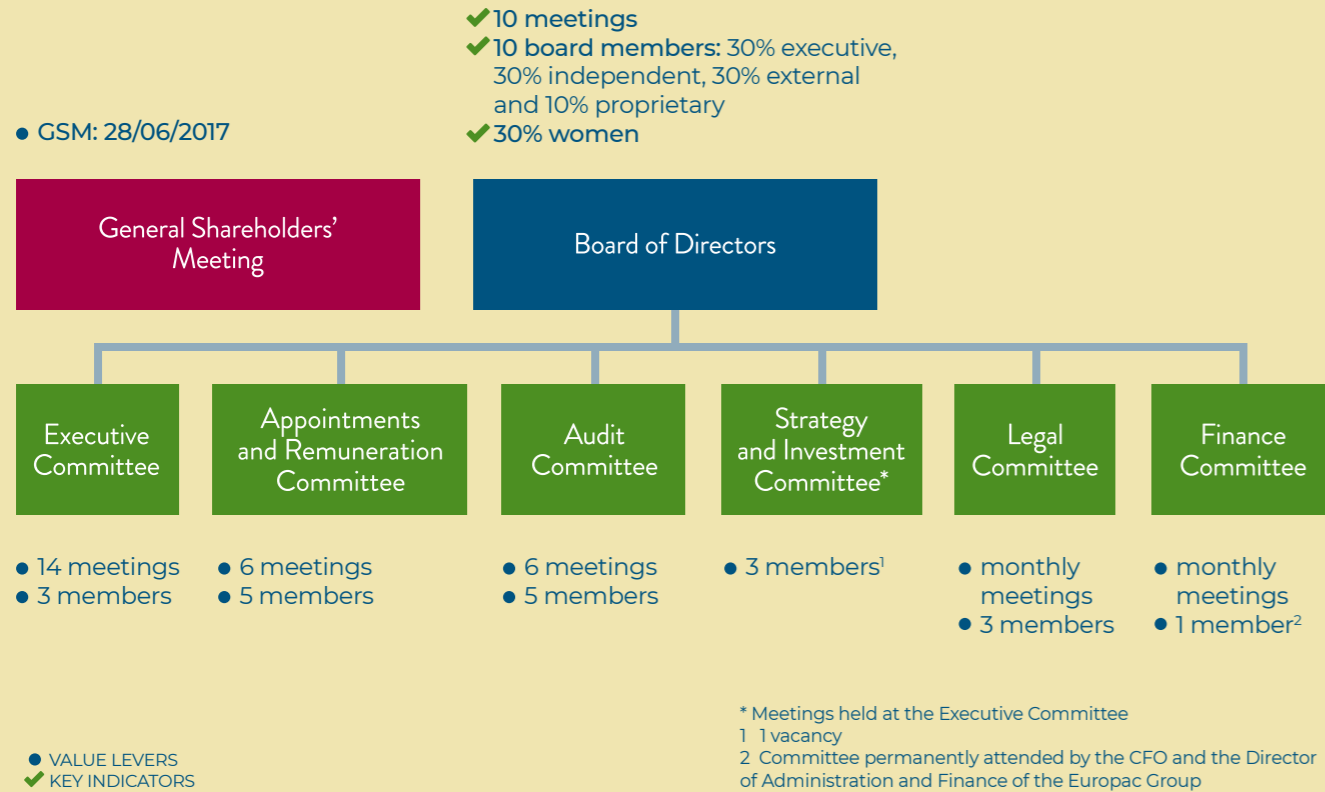 ✔ 10 meetings
✔ 10 board members: 30% executive,
30% independent, 30% external
and 10% proprietary
✔ 30% women
● GSM: 28/06/2017
General Shareholders'
Meeting
Board of Directors
Executive
Committee
Appointments
and Remuneration
Committee
Audit
Committee
Strategy
and Investment
Committee*
Legal
Committee
Finance
Committee
● 14 meetings
● 3 members
● 6 meetings
● 5 members
● 6 meetings
● 5 members
● 3 members¹
● monthly
meetings
● 3 members
● monthly
meetings
● 1 member²
* Meetings held at the Executive Committee
1 1 vacancy
2 Committee permanently attended by the CFO and the Director
of Administration and Finance of the Europac Group
● VALUE LEVERS
✔ KEY INDICATORS